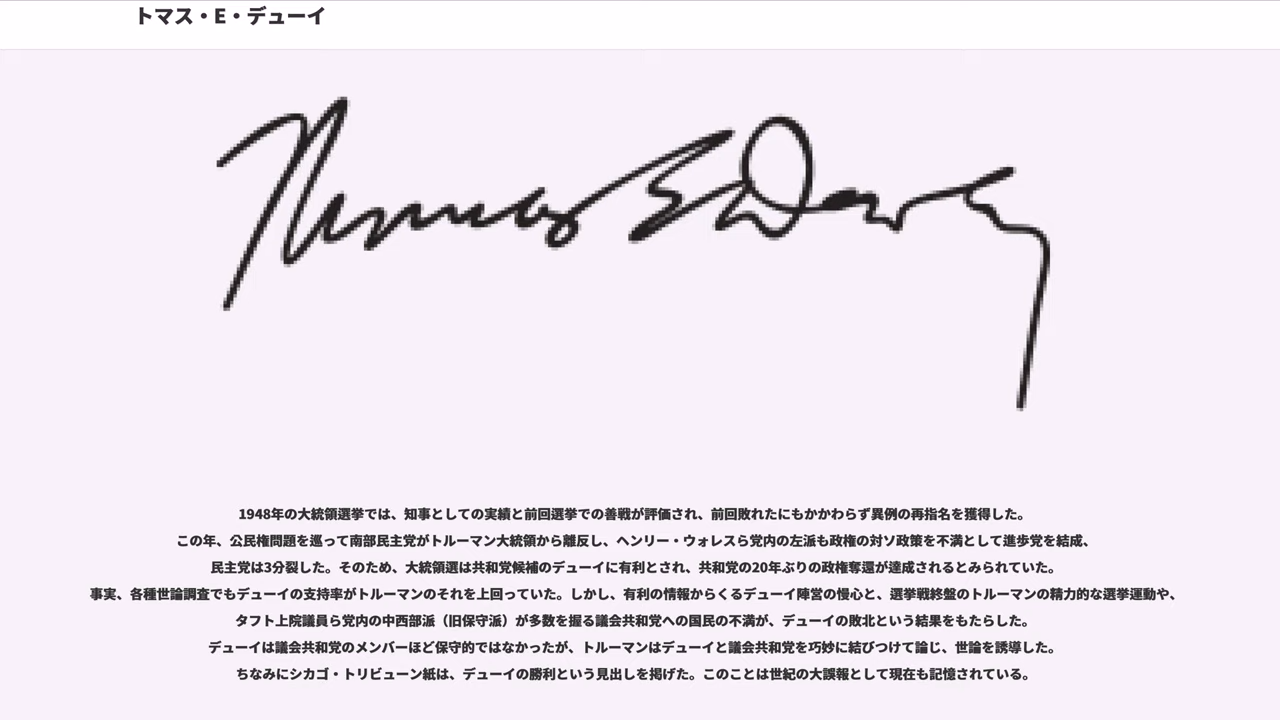 トマス・E・デューイ
Thomas E Dewey
1948年の大統領選挙では、知事としての実績と前回選挙での善戦が評価され、前回敗れたにもかかわらず異例の再指名を獲得した。
この年、公民権問題を巡って南部民主党がトルーマン大統領から離反し、ヘンリー・ウォレスら党内の左派も政権の対ソ政策を不満として進歩党を結成、
民主党は3分裂した。そのため、大統領選は共和党候補のデューイに有利とされ、共和党の20年ぶりの政権奪還が達成されるとみられていた。
事実、各種世論調査でもデューイの支持率がトルーマンのそれを上回っていた。しかし、有利の情報からくるデューイ陣営の慢心と、選挙戦終盤のトルーマンの精力的な選挙運動や、
タフト上院議員ら党内の中西部派（旧保守派）が多数を握る議会共和党への国民の不満が、デューイの敗北という結果をもたらした。
デューイは議会共和党のメンバーほど保守的ではなかったが、トルーマンはデューイと議会共和党を巧妙に結びつけて論じ、世論を誘導した。
ちなみにシカゴ・トリビューン紙は、デューイの勝利という見出しを掲げた。このことは世紀の大誤報として現在も記憶されている。